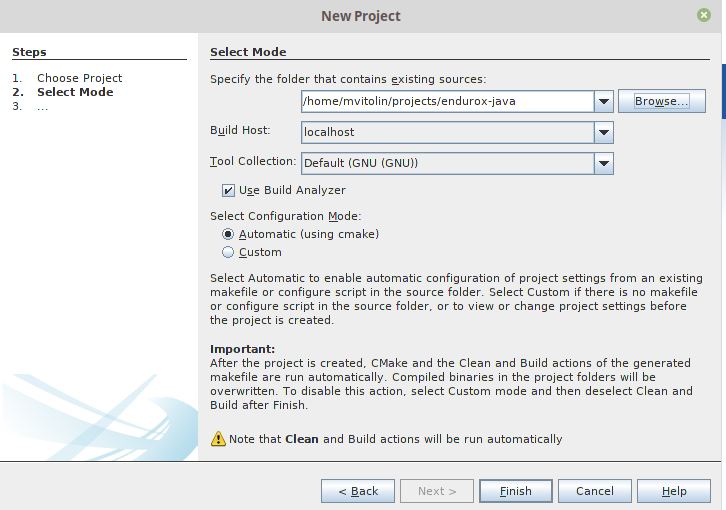 New Project
Steps
1. Choose Project
2. Select Mode
3. ...
Select Mode
Specify the folder that contains existing sources:
/home/mvitolin/projects/endurox-java
Browse...
Build Host:
localhost
Tool Collection:
Default (GNU (GNU))
Use Build Analyzer
Select Configuration Mode:
Automatic (using cmake)
Custom
Select Automatic to enable automatic configuration of project settings from an existing
makefile or configure script in the source folder. Select Custom if there is no makefile
or configure script in the source folder, or to view or change project settings before
the project is created.
Important:
After the project is created, CMake and the Clean and Build actions of the generated
makefile are run automatically. Compiled binaries in the project folders will be
overwritten. To disable this action, select Custom mode and then deselect Clean and
Build after Finish.
Note that Clean and Build actions will be run automatically
< Back
Next >
Finish
Cancel
Help